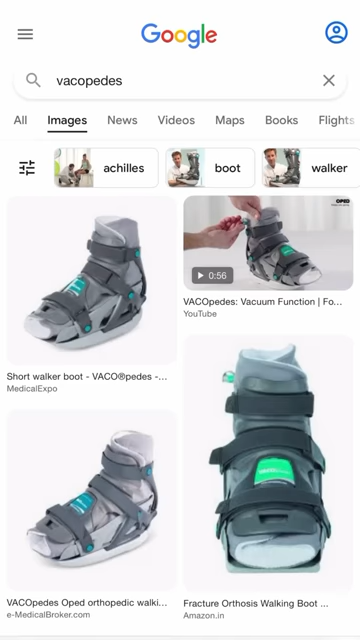 Google
vacopedes
All Images News Videos Maps Books Flights
achilles boot walker
OPED
0:56
VACOpedes: Vacuum Function | Fo...
YouTube
Short walker boot - VACO®pedes -...
MedicalExpo
VACOpedes Oped orthopedic walki...
e-MedicalBroker.com
Fracture Orthosis Walking Boot ...
Amazon.in